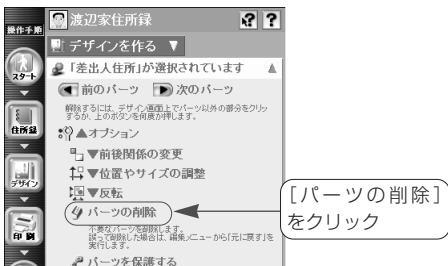 操作手順
渡辺家住所録
デザインを作る ▼
スタート
「差出人住所」が選択されています ▲
前のパーツ 次のパーツ
解除するには、デザイン画面上でパーツ以外の部分をクリッ
クするか、上のボタンを何度か押します。
住所録
▲オプション
▼前後関係の変更
▼位置やサイズの調整
デザイン
▼反転
パーツの削除
[パーツの削除]
をクリック
不要なパーツを削除します。
誤って削除した場合は、編集メニューから「元に戻す」を
実行します。
印刷
パーツを保護する